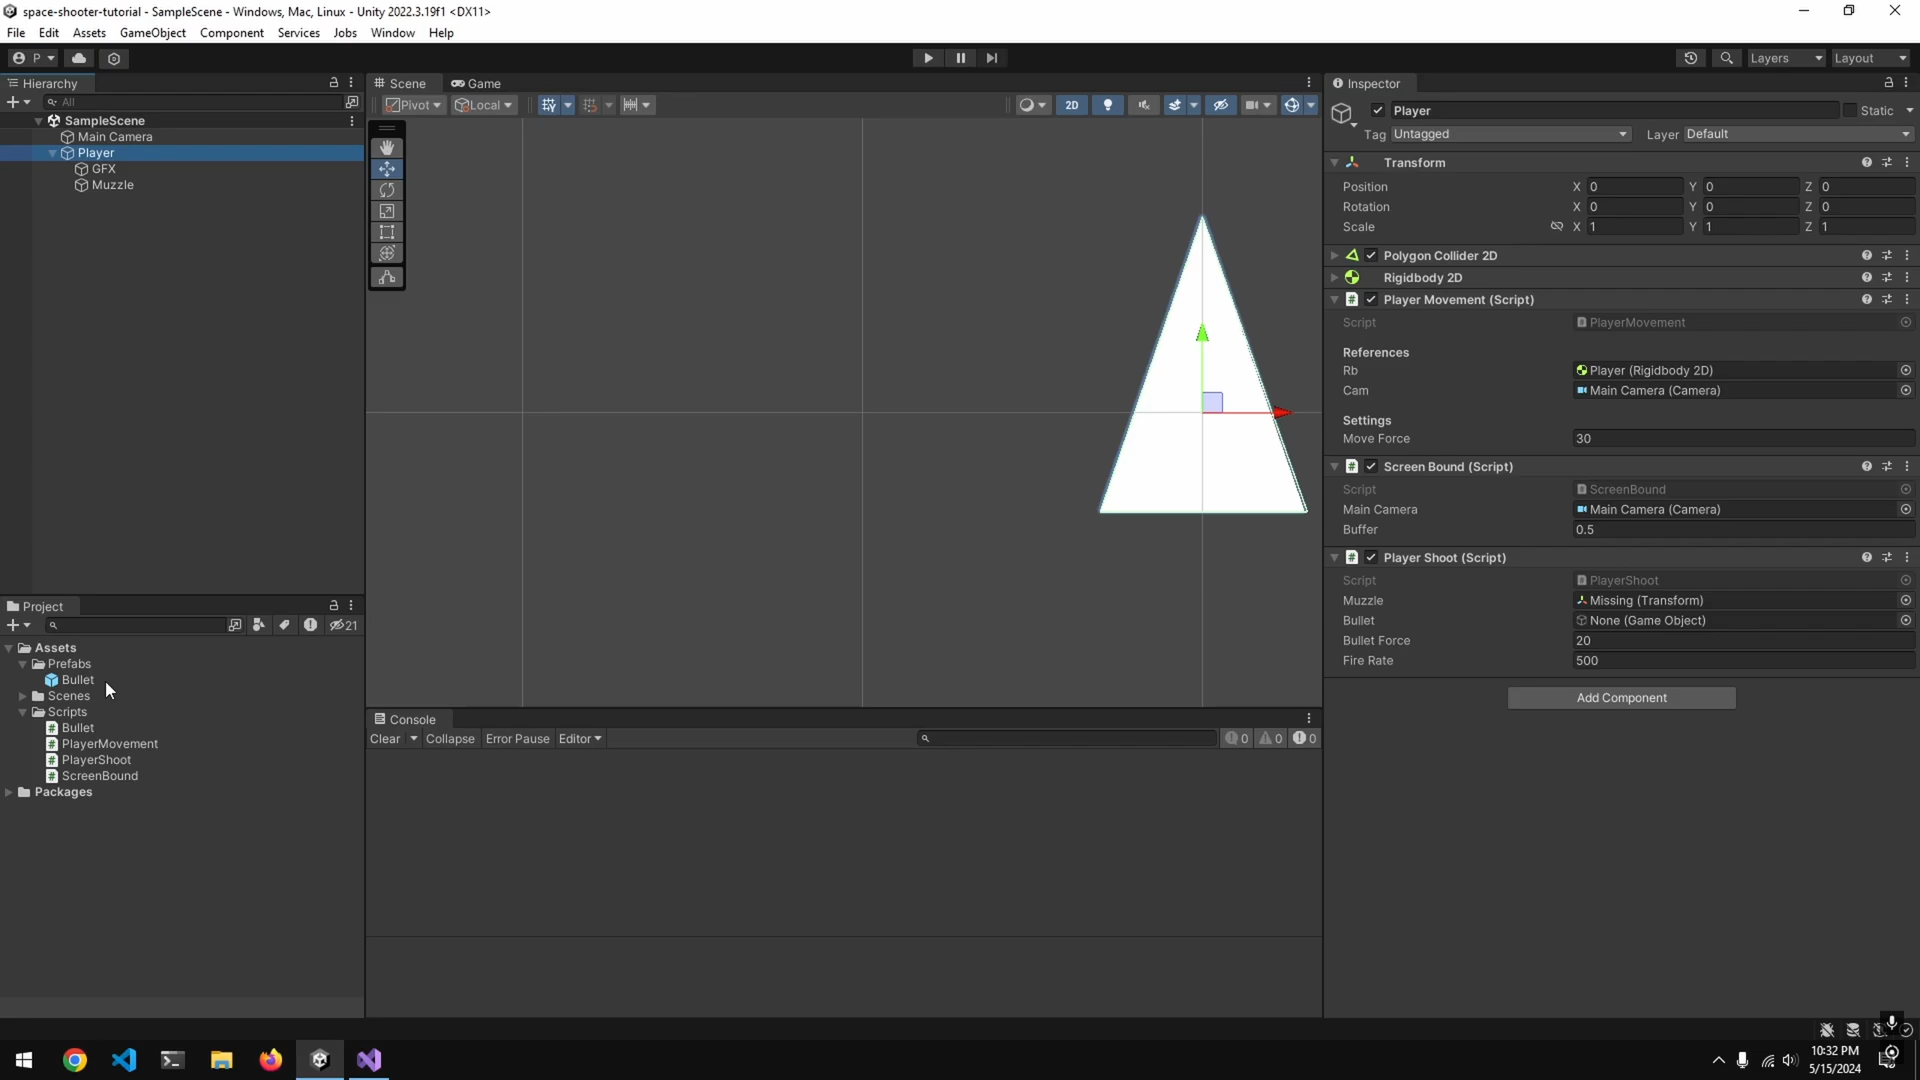 space-shooter-tutorial - SampleScene - Windows, Mac, Linux - Unity 2022.3.19f1 <DX11>
File Edit Assets GameObject Component Services Jobs Window Help
P
Layers Layout
Hierarchy
All
SampleScene
Main Camera
Player
GFX
Muzzle
Scene Game
Pivot Local 2D
Inspector
Player Static
Tag Untagged Layer Default
Transform
Position X 0 Y 0 Z 0
Rotation X 0 Y 0 Z 0
Scale X 1 Y 1 Z 1
Polygon Collider 2D
Rigidbody 2D
# Player Movement (Script)
Script PlayerMovement
References
Rb Player (Rigidbody 2D)
Cam Main Camera (Camera)
Settings
Move Force 30
# Screen Bound (Script)
Script ScreenBound
Main Camera Main Camera (Camera)
Buffer 0.5
# Player Shoot (Script)
Script PlayerShoot
Muzzle Missing (Transform)
Bullet None (Game Object)
Bullet Force 20
Fire Rate 500
Add Component
Project
21
Assets
Prefabs
Bullet
Scenes
Scripts
# Bullet
# PlayerMovement
# PlayerShoot
# ScreenBound
Packages
Console
Clear Collapse Error Pause Editor 0 0 0
10:32 PM
5/15/2024